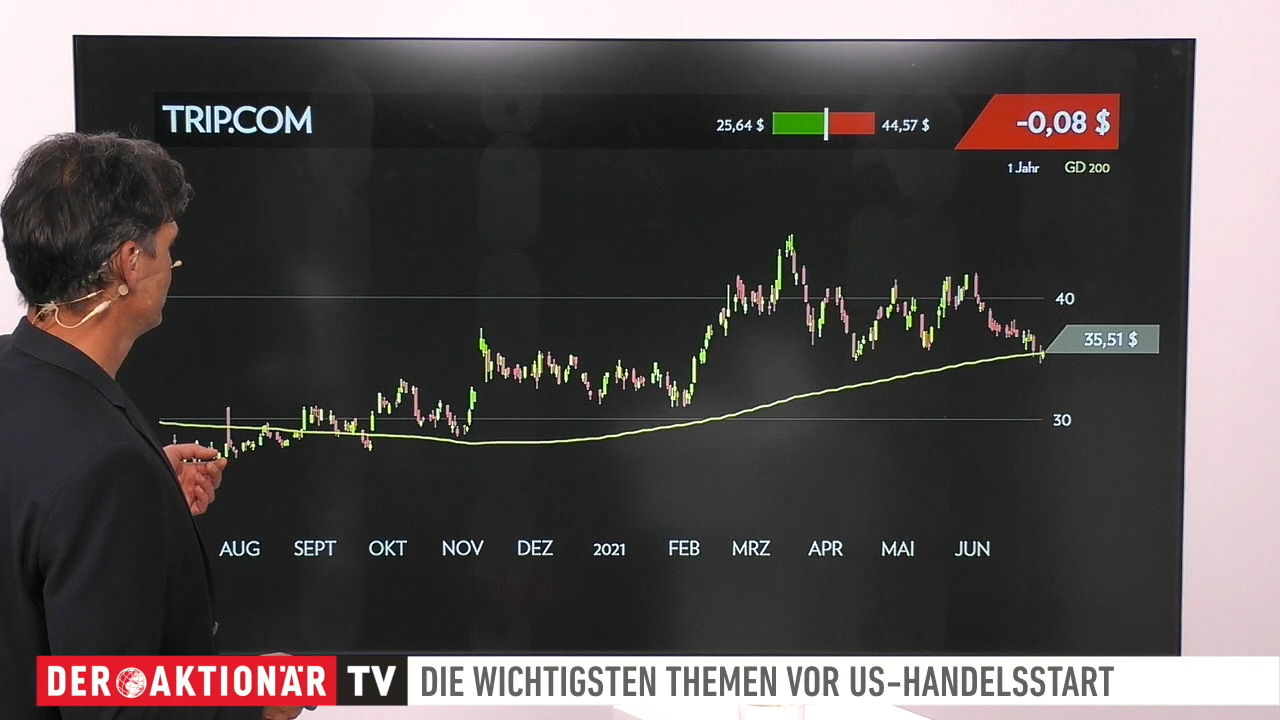 TRIP.COM
25,64 $ 44,57 $
-0,08 $
1 Jahr GD 200
40
35,51 $
30
AUG SEPT OKT NOV DEZ 2021 FEB MRZ APR MAI JUN
DER AKTIONÄR TV DIE WICHTIGSTEN THEMEN VOR US-HANDELSSTART